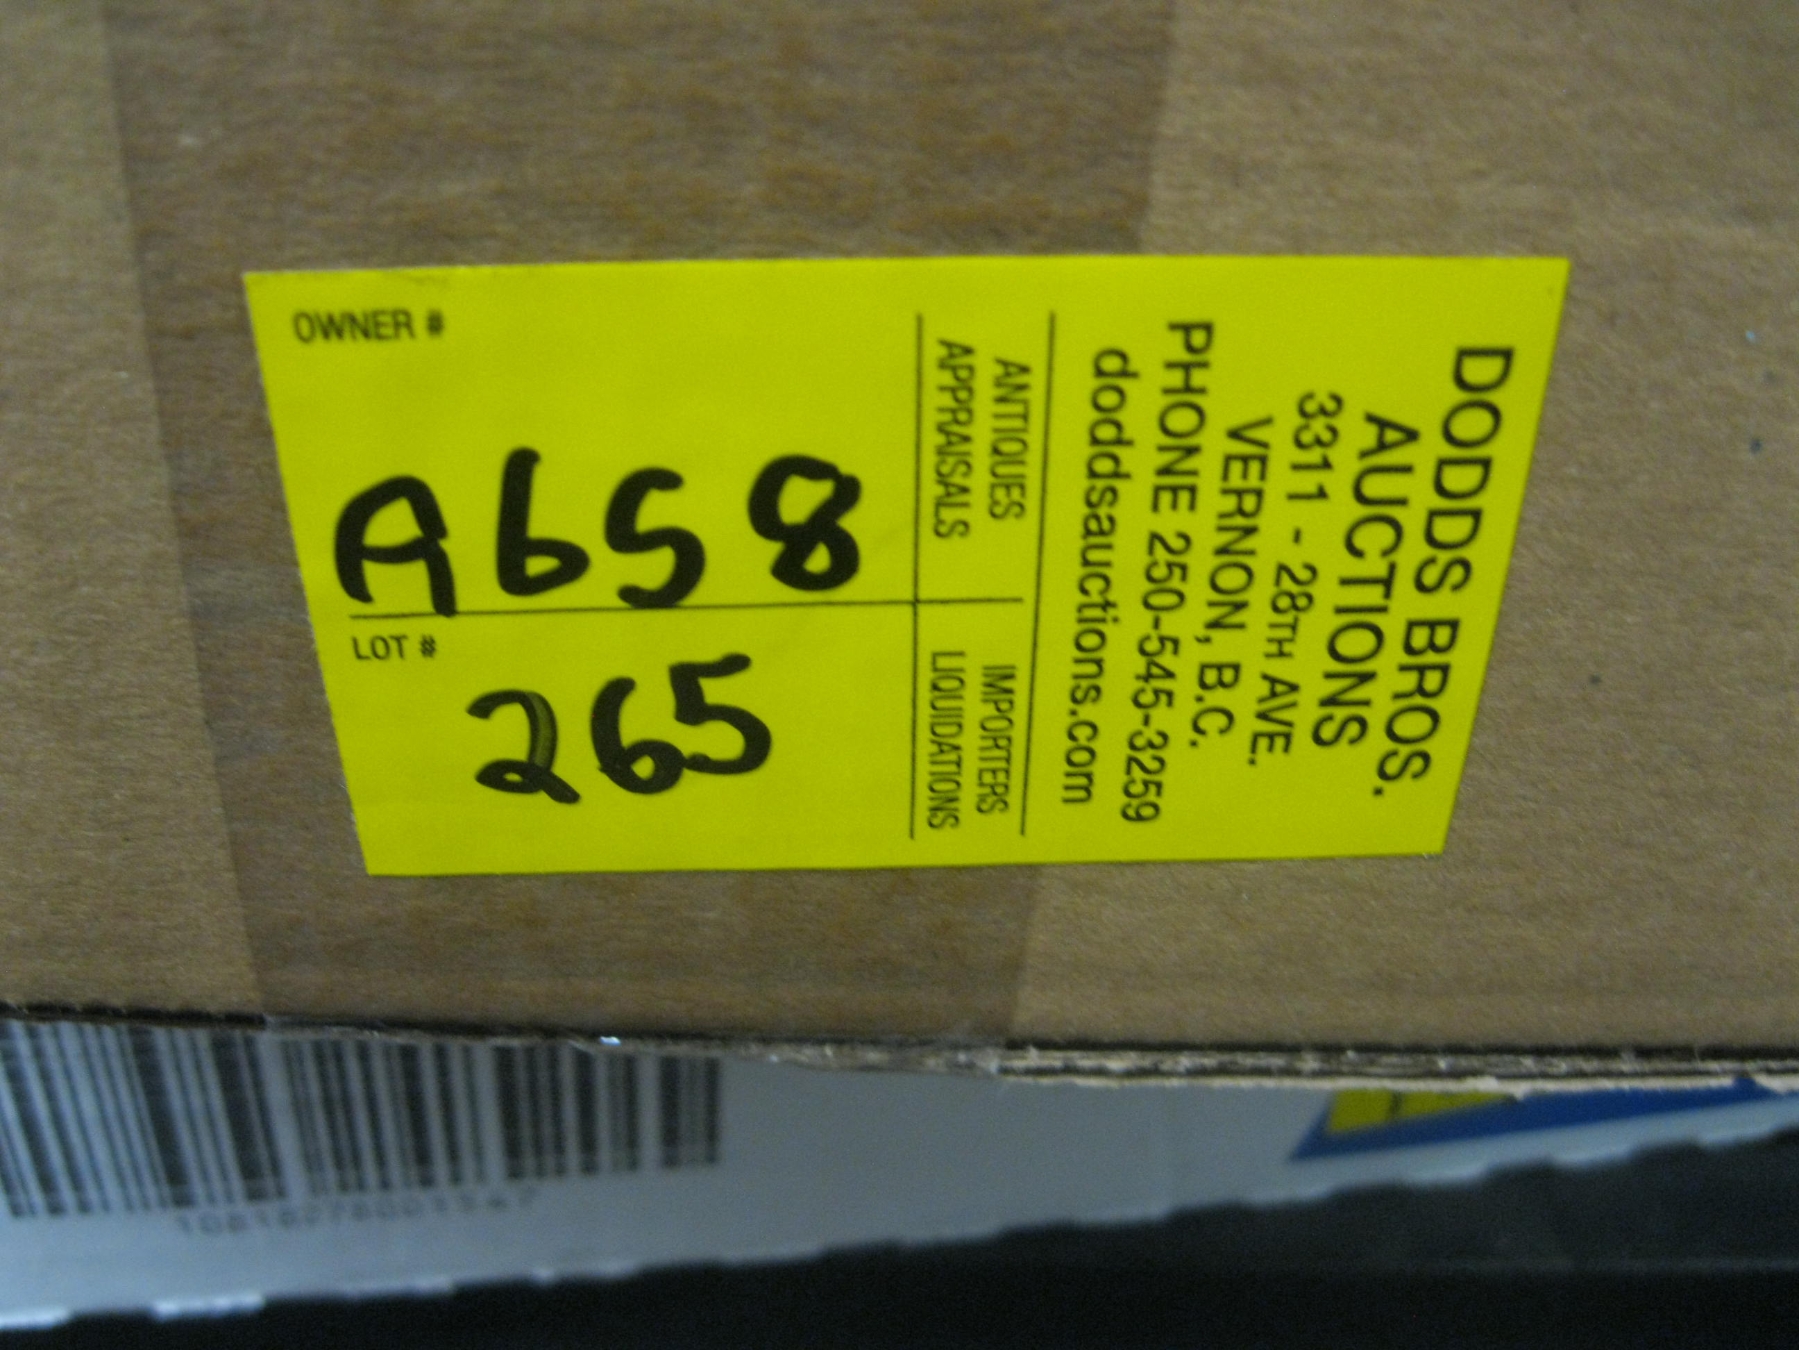 OWNER #
A658
LOT #
265
ANTIQUES
APPRAISALS
IMPORTERS
LIQUIDATIONS
DODDS BROS.
AUCTIONS
3311 - 28TH AVE.
VERNON, B.C.
PHONE 250-545-3259
doddsauctions.com